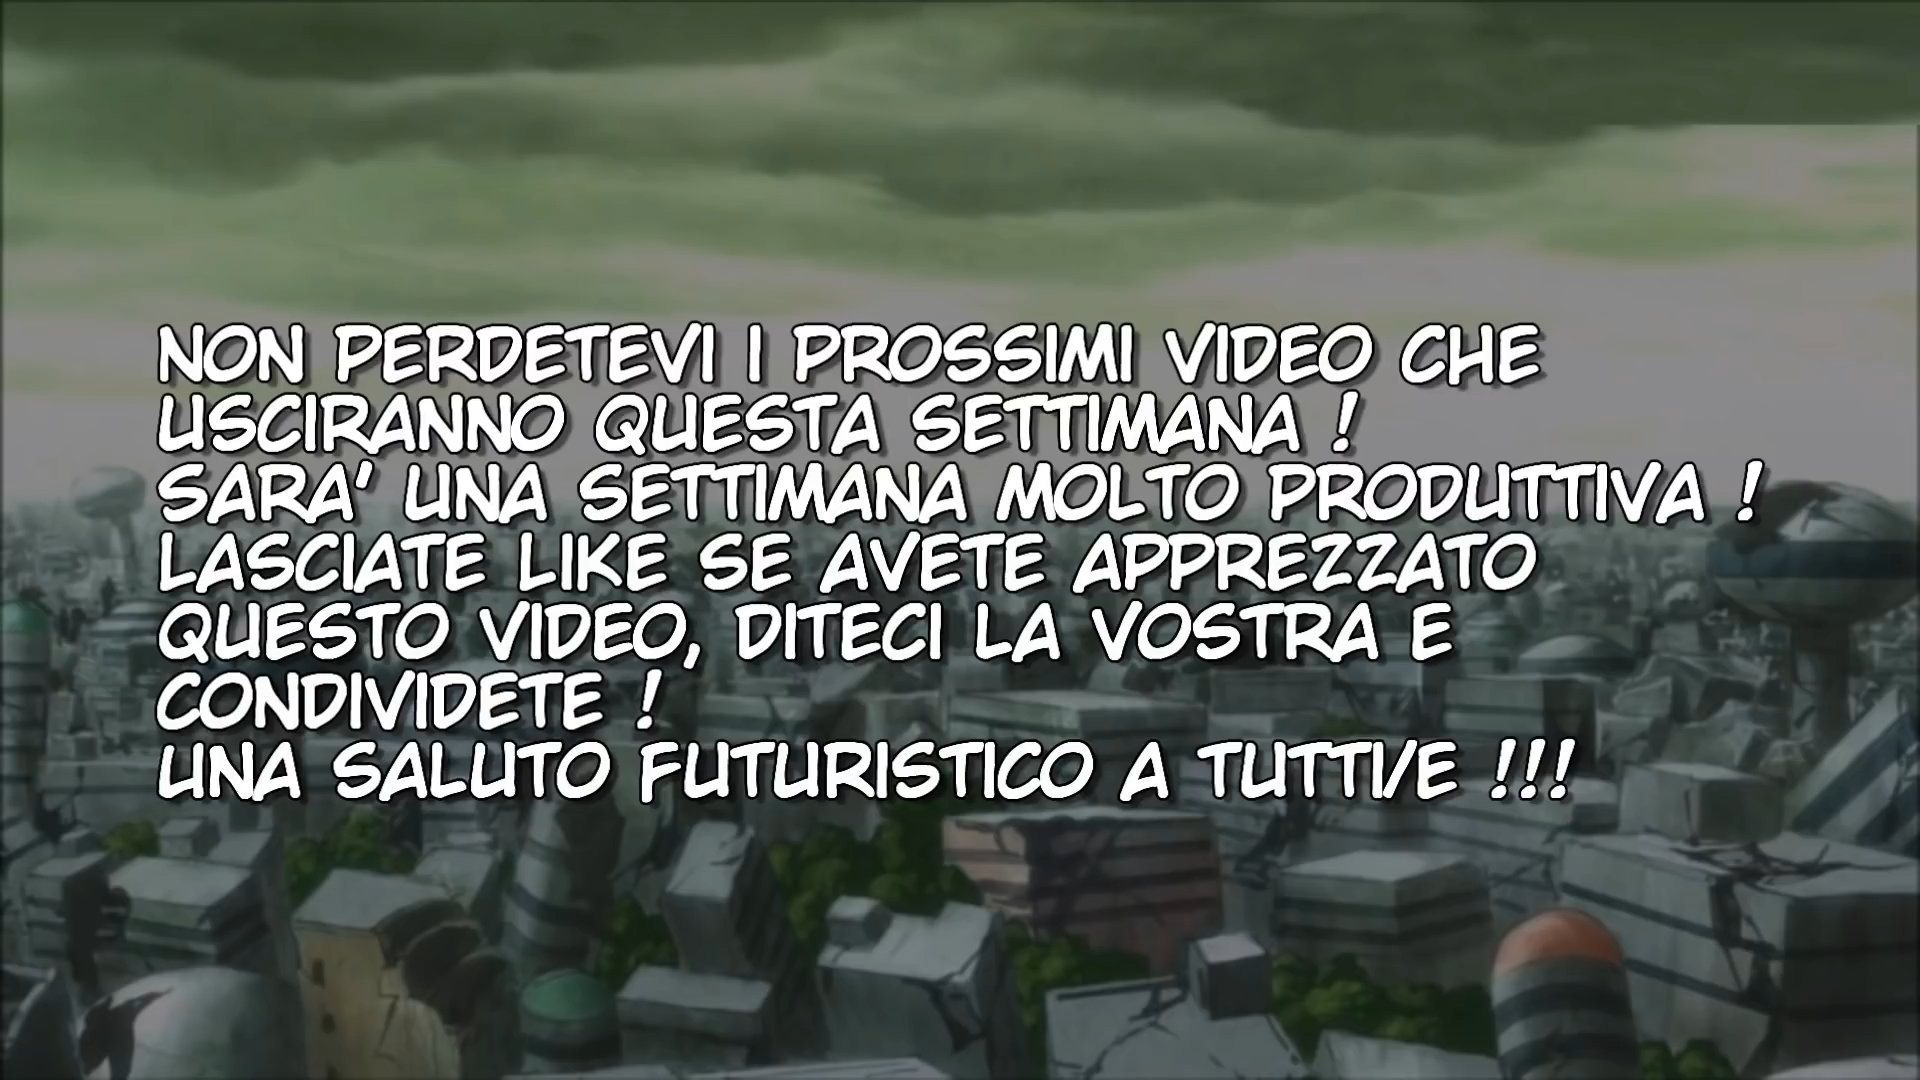 NON PERDETEVI I PROSSIMI VIDEO CHE
USCIRANNO QUESTA SETTIMANA !
SARA' UNA SETTIMANA MOLTO PRODUTTIVA !
LASCIATE LIKE SE AVETE APPREZZATO
QUESTO VIDEO, DITECI LA VOSTRA E
CONDIVIDETE !
UNA SALUTO FUTURISTICO A TUTTI/E !!!